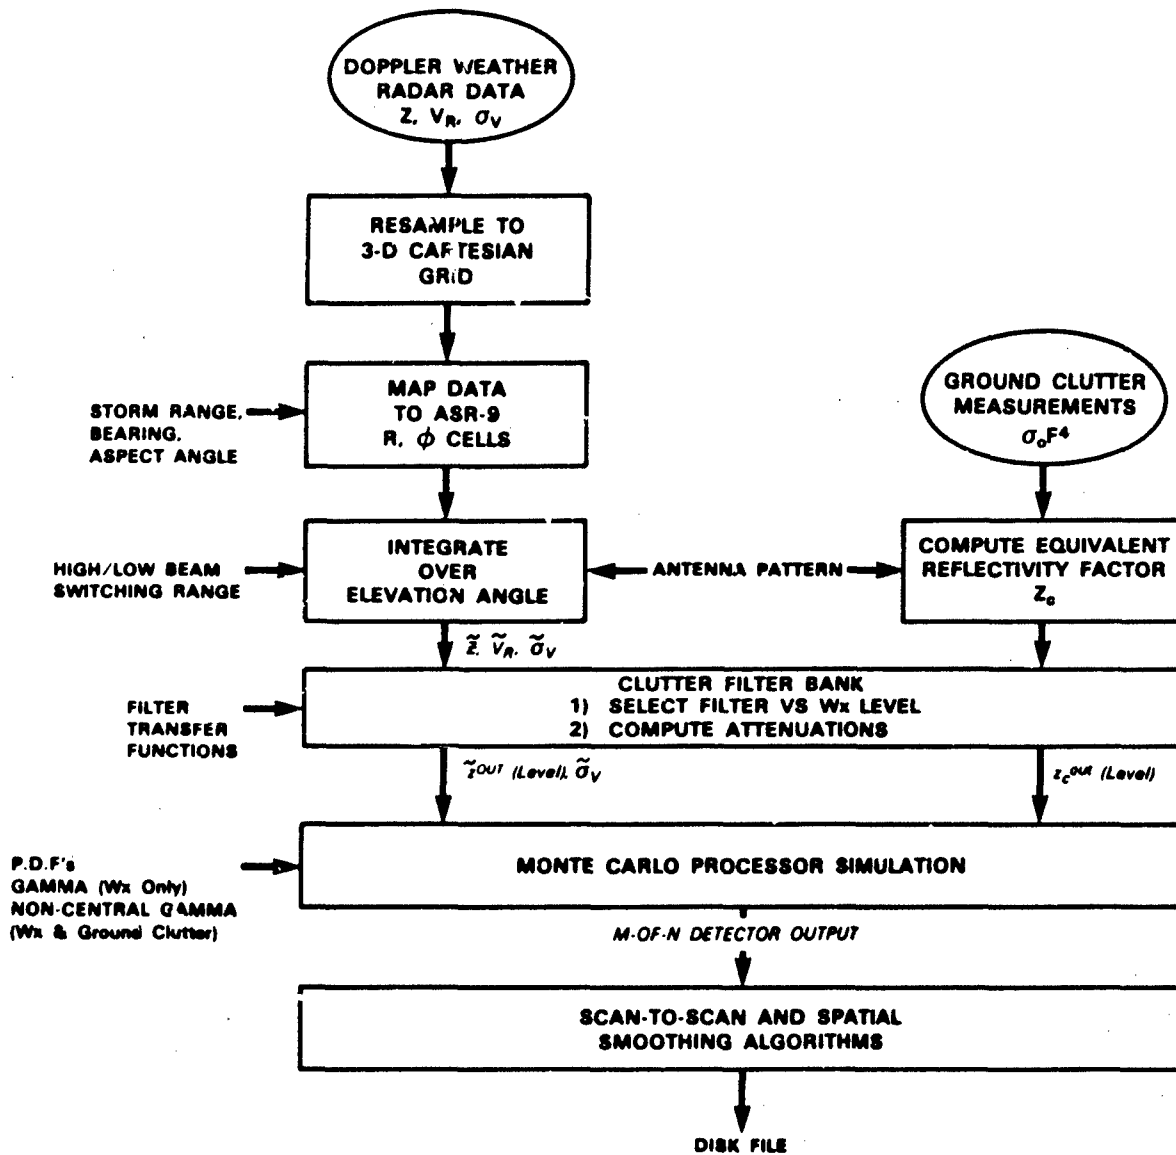 DOPPLER WEATHER
RADAR DATA
Z, V_R, σ_V
RESAMPLE TO
3-D CARTESIAN
GRID
MAP DATA
TO ASR-9
R, ϕ CELLS
STORM RANGE,
BEARING,
ASPECT ANGLE
GROUND CLUTTER
MEASUREMENTS
σ_oF⁴
INTEGRATE
OVER
ELEVATION ANGLE
HIGH/LOW BEAM
SWITCHING RANGE
ANTENNA PATTERN
COMPUTE EQUIVALENT
REFLECTIVITY FACTOR
Z_c
z̃, Ṽ_R, σ̃_V
CLUTTER FILTER BANK
1) SELECT FILTER VS Wx LEVEL
2) COMPUTE ATTENUATIONS
FILTER
TRANSFER
FUNCTIONS
z̃^OUT (Level), σ̃_V
z_c^out (Level)
MONTE CARLO PROCESSOR SIMULATION
P.D.F's
GAMMA (Wx Only)
NON-CENTRAL GAMMA
(Wx & Ground Clutter)
M-OF-N DETECTOR OUTPUT
SCAN-TO-SCAN AND SPATIAL
SMOOTHING ALGORITHMS
DISK FILE